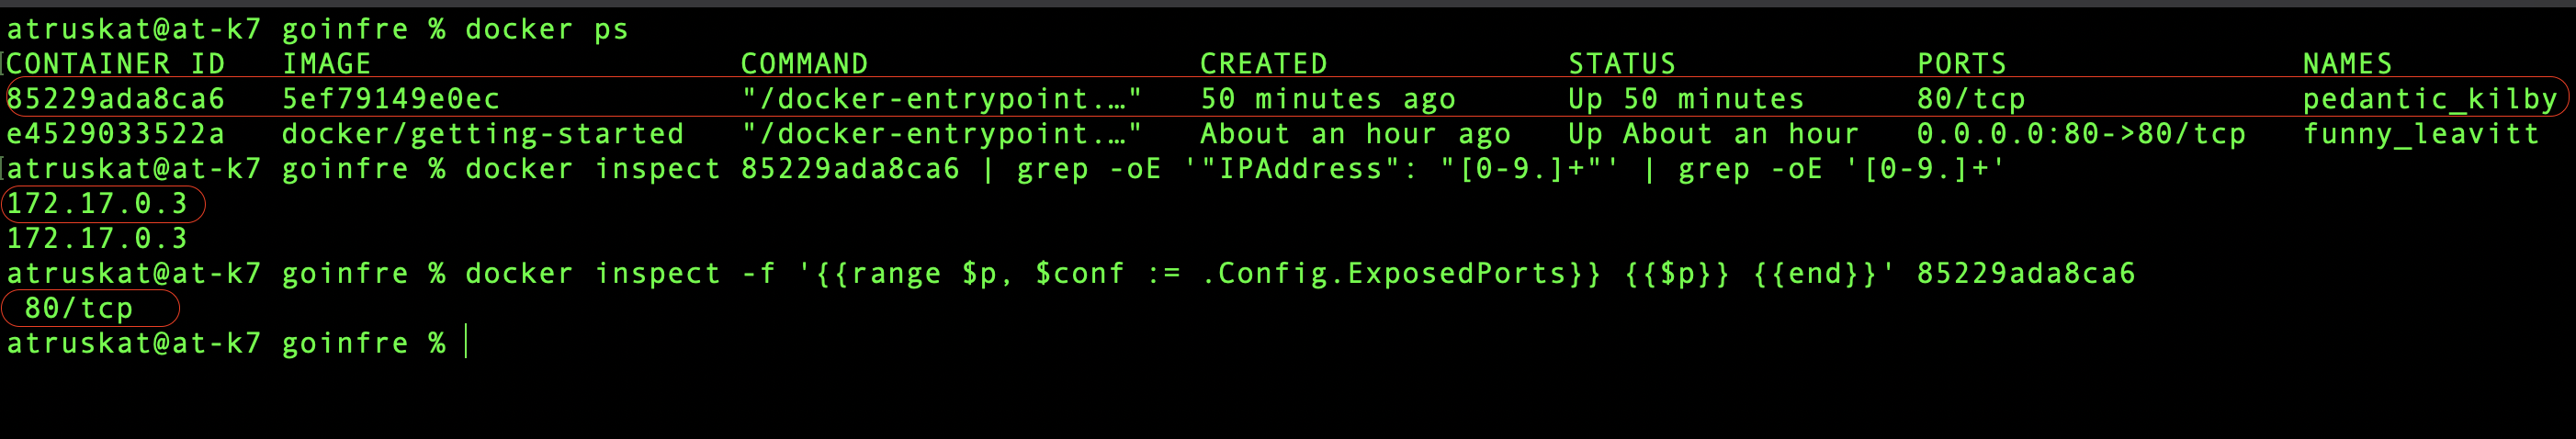 atruskat@at-k7 goinfre % docker ps
CONTAINER ID   IMAGE                    COMMAND                  CREATED             STATUS             PORTS                NAMES
85229ada8ca6   5ef79149e0ec             "/docker-entrypoint.…"   50 minutes ago      Up 50 minutes      80/tcp               pedantic_kilby
e4529033522a   docker/getting-started   "/docker-entrypoint.…"   About an hour ago   Up About an hour   0.0.0.0:80->80/tcp   funny_leavitt
atruskat@at-k7 goinfre % docker inspect 85229ada8ca6 | grep -oE '"IPAddress": "[0-9.]+"' | grep -oE '[0-9.]+'
172.17.0.3
172.17.0.3
atruskat@at-k7 goinfre % docker inspect -f '{{range $p, $conf := .Config.ExposedPorts}} {{$p}} {{end}}' 85229ada8ca6
 80/tcp
atruskat@at-k7 goinfre %